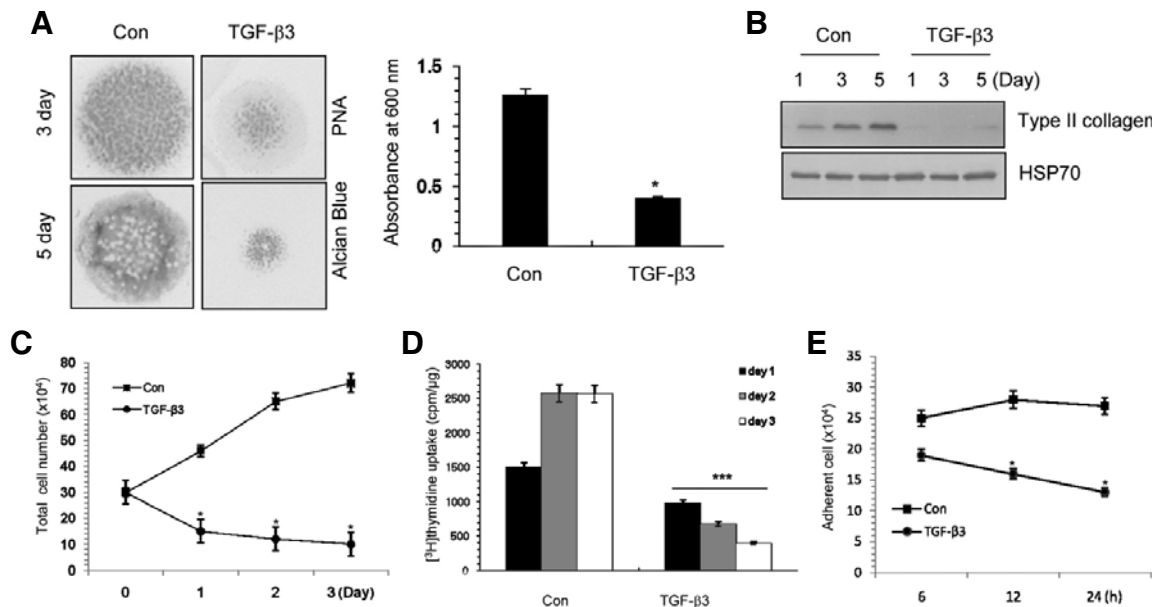 A
Con
TGF-β3
3 day
PNA
5 day
Alcian Blue
Absorbance at 600 nm
1.5
1
0.5
0
*
Con
TGF-β3
B
Con
TGF-β3
1 3 5 1 3 5 (Day)
Type II collagen
HSP70
C
Total cell number (x10⁴)
80
70
60
50
40
30
20
10
0
Con
TGF-β3
* * *
0 1 2 3 (Day)
D
[³H]thymidine uptake (cpm/μg)
3000
2500
2000
1500
1000
500
0
day 1
day 2
day 3
***
Con
TGF-β3
E
Adherent cell (x10⁴)
35
30
25
20
15
10
5
0
* *
Con
TGF-β3
6 12 24 (h)